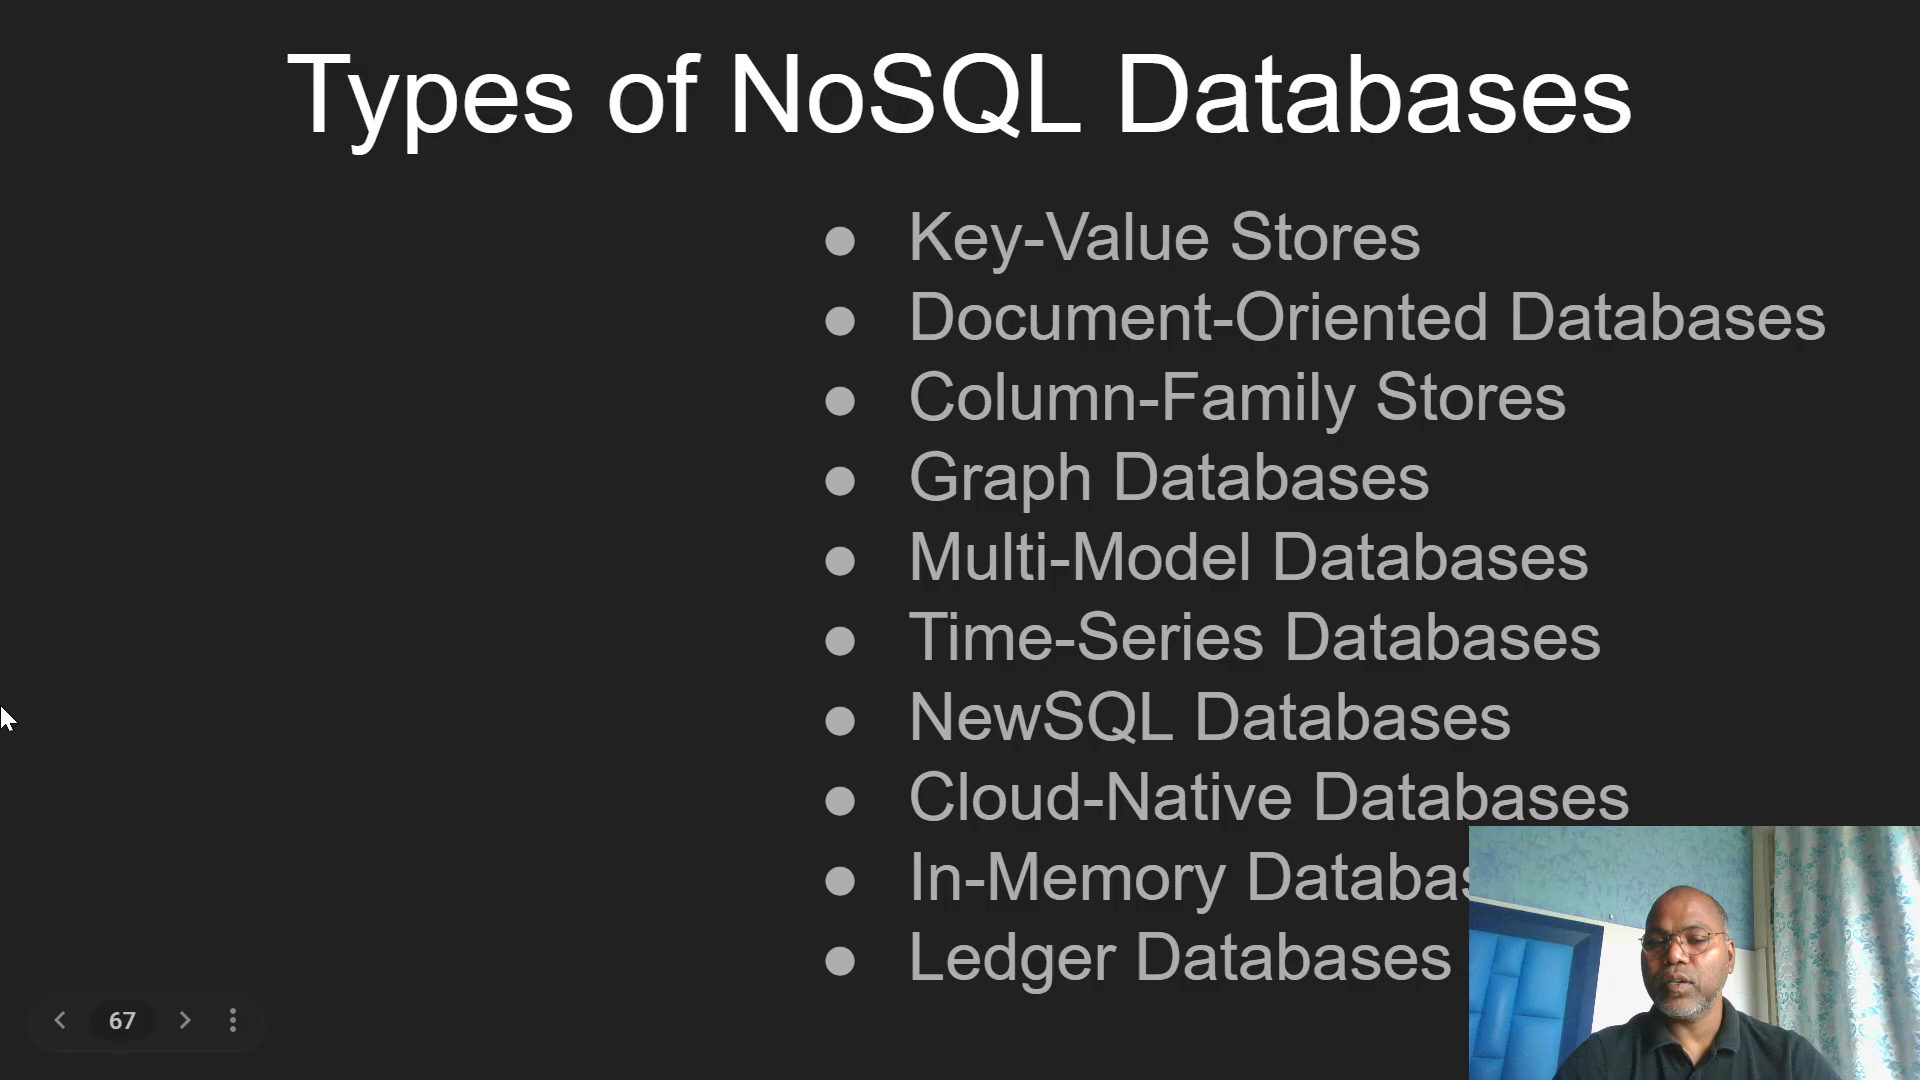 Types of NoSQL Databases
● Key-Value Stores
● Document-Oriented Databases
● Column-Family Stores
● Graph Databases
● Multi-Model Databases
● Time-Series Databases
● NewSQL Databases
● Cloud-Native Databases
● In-Memory
● Ledger Databases
67